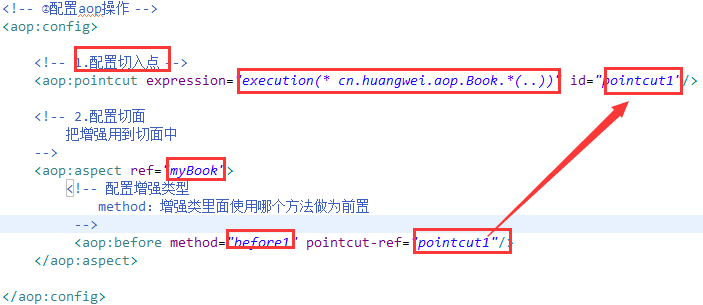 <!-- ③配置aop操作 -->
<aop:config>
<!-- 1.配置切入点 -->
<aop:pointcut expression="execution(* cn.huangwei.aop.Book.*(..))" id="pointcut1"/>
<!-- 2.配置切面
把增强用到切面中
-->
<aop:aspect ref="myBook">
<!-- 配置增强类型
method：增强类里面使用哪个方法做为前置
-->
<aop:before method="before1" pointcut-ref="pointcut1"/>
</aop:aspect>
</aop:config>